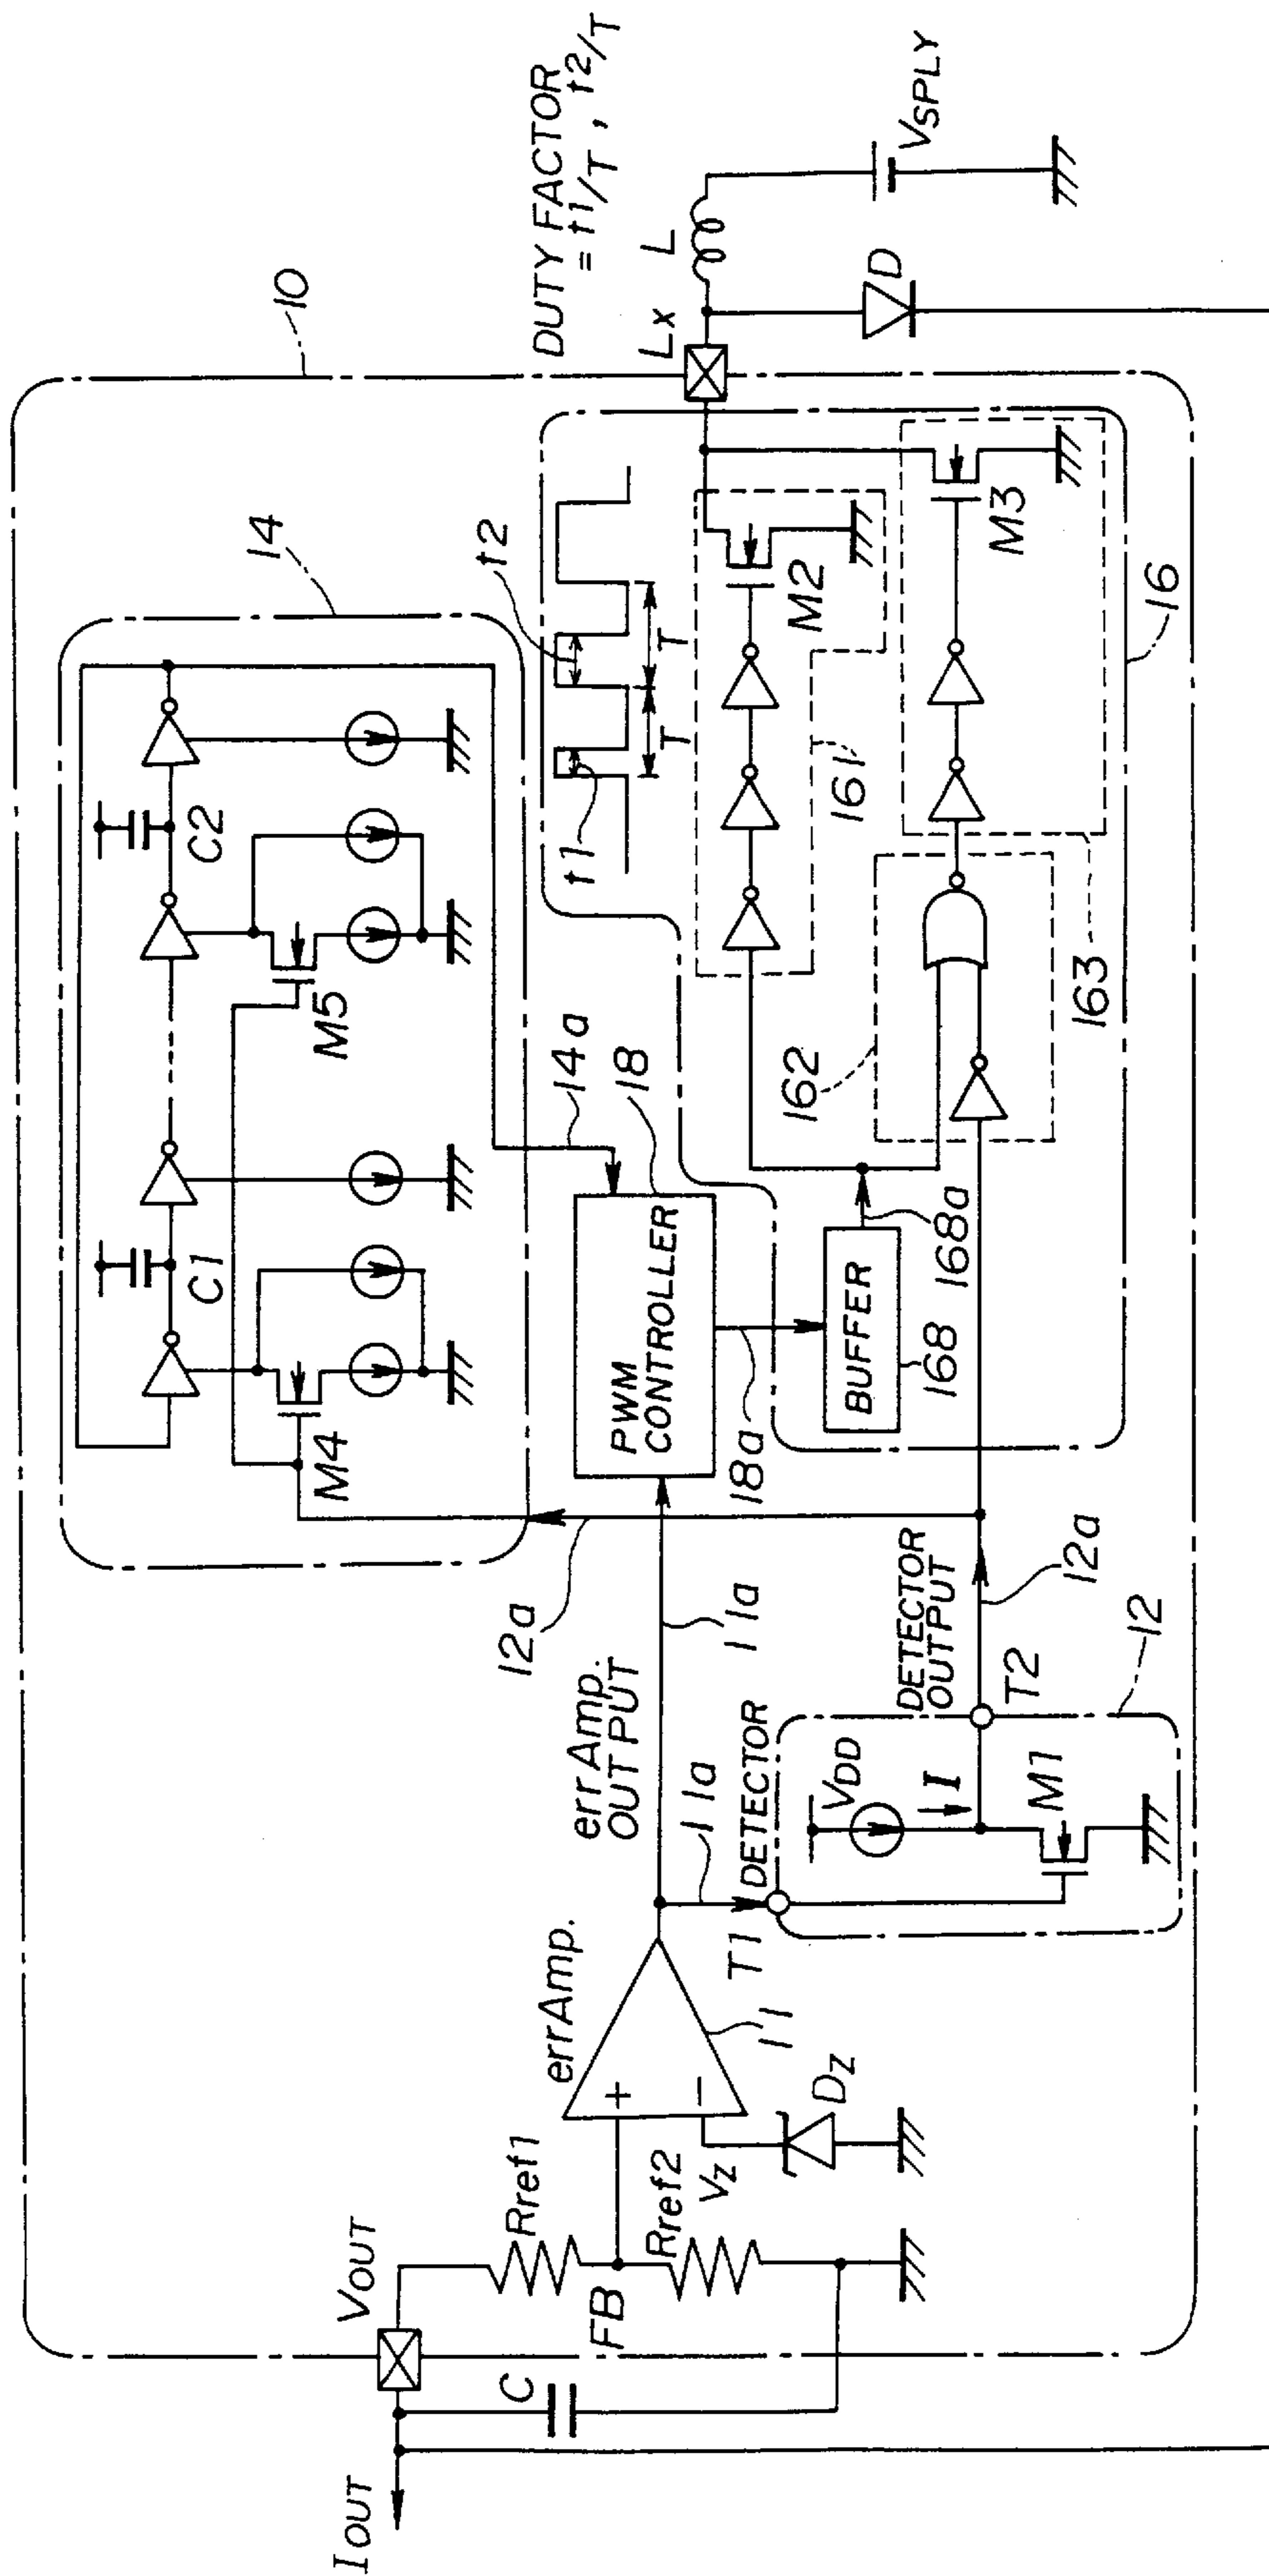 10
14
C1
C2
M4
M5
14a
DUTY FACTOR
= t1/T , t2/T
t1
t2
T
T
LX
L
VSPLY
D
IOUT
VOUT
C
Rref1
FB
Rref2
VZ
DZ
errAmp.
11
errAmp.
OUTPUT
11a
11a
12a
PWM
CONTROLLER
18
18a
BUFFER
168
168a
161
M2
162
163
M3
16
T1
DETECTOR
VDD
I
M1
T2
DETECTOR
OUTPUT
12a
12